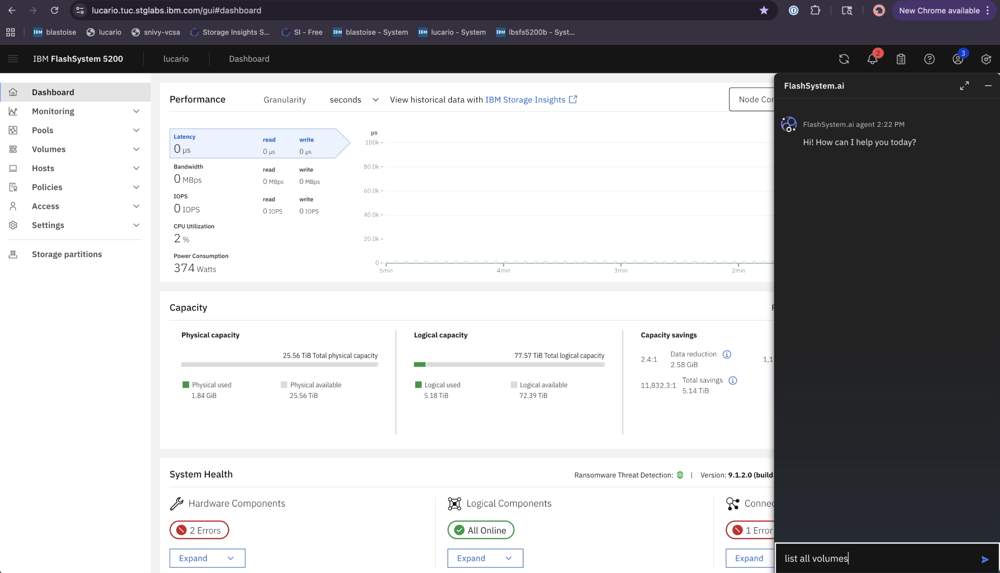 lucario.tuc.stglabs.ibm.com/gui#dashboard
New Chrome available
IBM blastoise
lucario
snivy-vcsa
Storage Insights S...
SI - Free
IBM blastoise - System
IBM lucario - System
IBM lbsfs5200b - Syst...
IBM FlashSystem 5200
lucario
Dashboard
2
3
Dashboard
Monitoring
Pools
Volumes
Hosts
Policies
Access
Settings
Storage partitions
Performance
Granularity
seconds
View historical data with IBM Storage Insights
Node Cor
Latency
0 µs
read
0 µs
write
0 µs
Bandwidth
0 MBps
read
0 MBps
write
0 MBps
IOPS
0 IOPS
read
0 IOPS
write
0 IOPS
CPU Utilization
2 %
Power Consumption
374 Watts
µs
100k
80.0k
60.0k
40.0k
20.0k
0
5min
4min
3min
2min
Capacity
Physical capacity
25.56 TiB Total physical capacity
Physical used
1.84 GiB
Physical available
25.56 TiB
Logical capacity
77.57 TiB Total logical capacity
Logical used
5.18 TiB
Logical available
72.39 TiB
Capacity savings
2.4:1
Data reduction
2.58 GiB
11,832.3:1
Total savings
5.14 TiB
System Health
Ransomware Threat Detection:
|
Version: 9.1.2.0 (build
Hardware Components
2 Errors
Expand
Logical Components
All Online
Expand
Connec
1 Error
Expand
FlashSystem.ai
FlashSystem.ai agent 2:22 PM
Hi! How can I help you today?
list all volumes